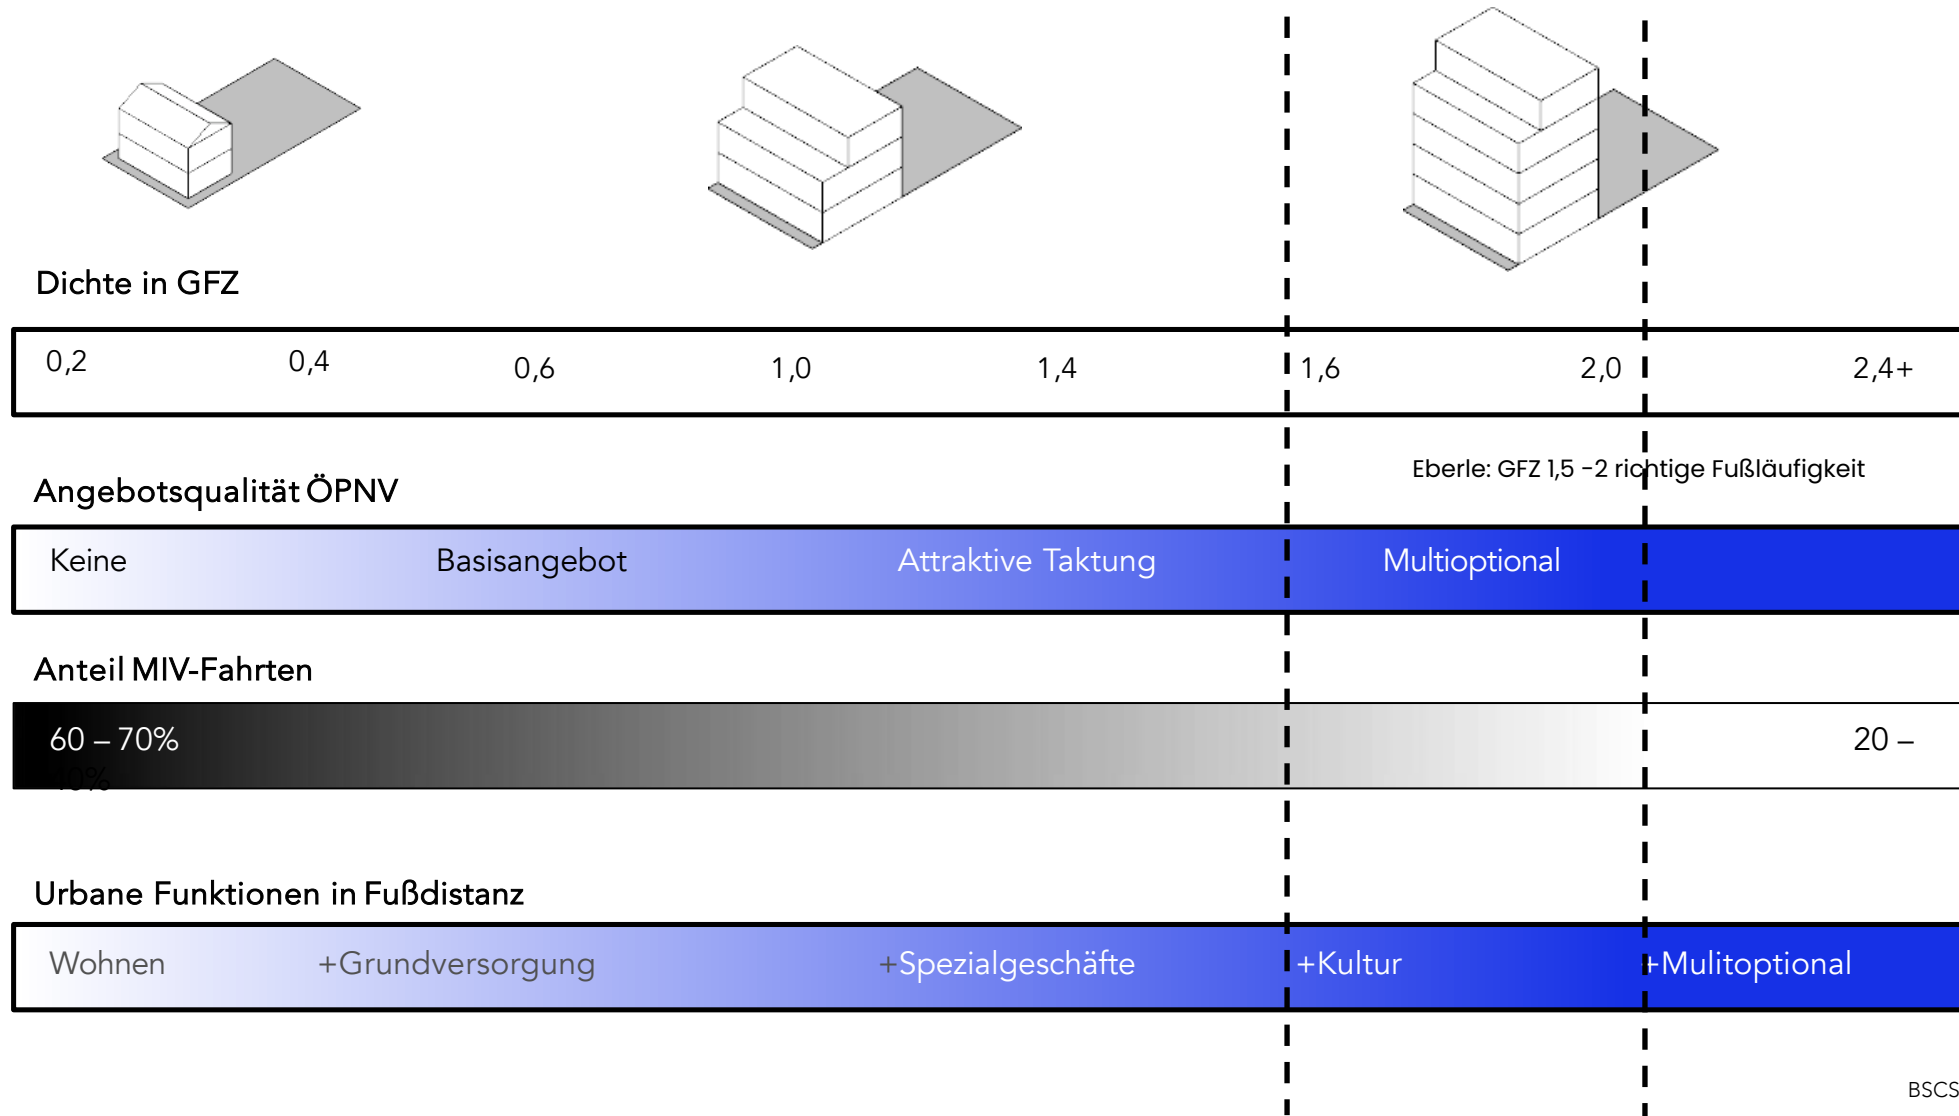 Dichte in GFZ
0,2 0,4 0,6 1,0 1,4 1,6 2,0 2,4+
Eberle: GFZ 1,5 -2 richtige Fußläufigkeit
Angebotsqualität ÖPNV
Keine Basisangebot Attraktive Taktung Multioptional
Anteil MIV-Fahrten
60 – 70% 20 –
40%
Urbane Funktionen in Fußdistanz
Wohnen +Grundversorgung +Spezialgeschäfte +Kultur +Mulitoptional
BSCS